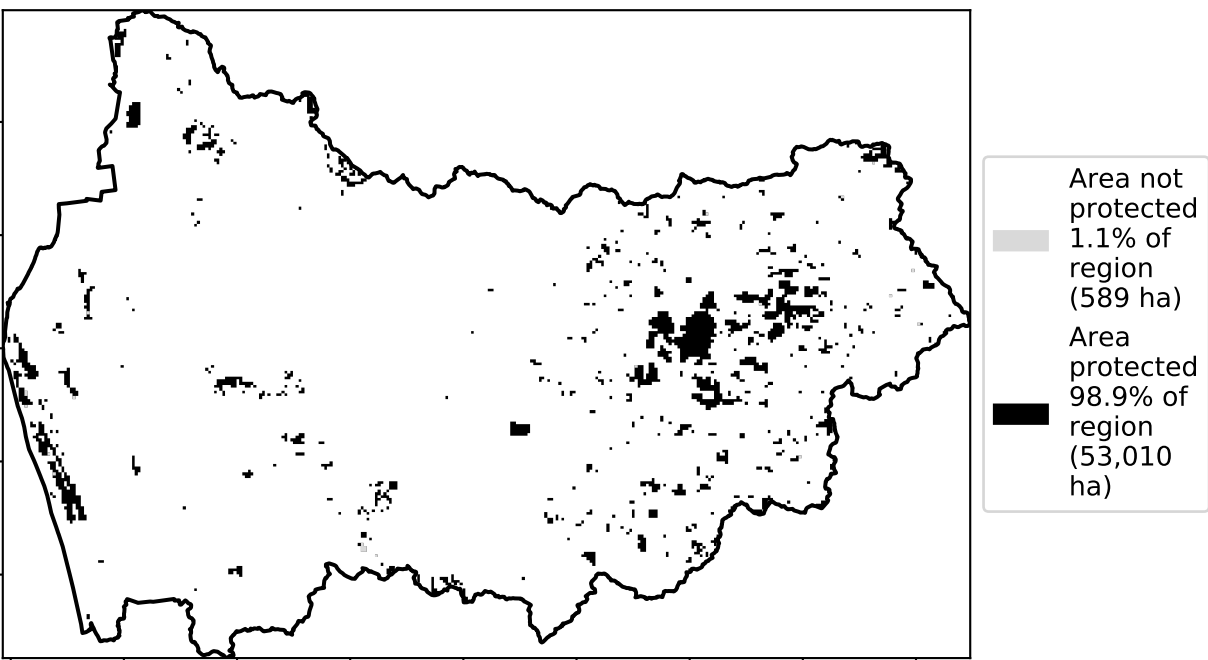 Area not
protected
1.1% of
region
(589 ha)
Area
protected
98.9% of
region
(53,010
ha)